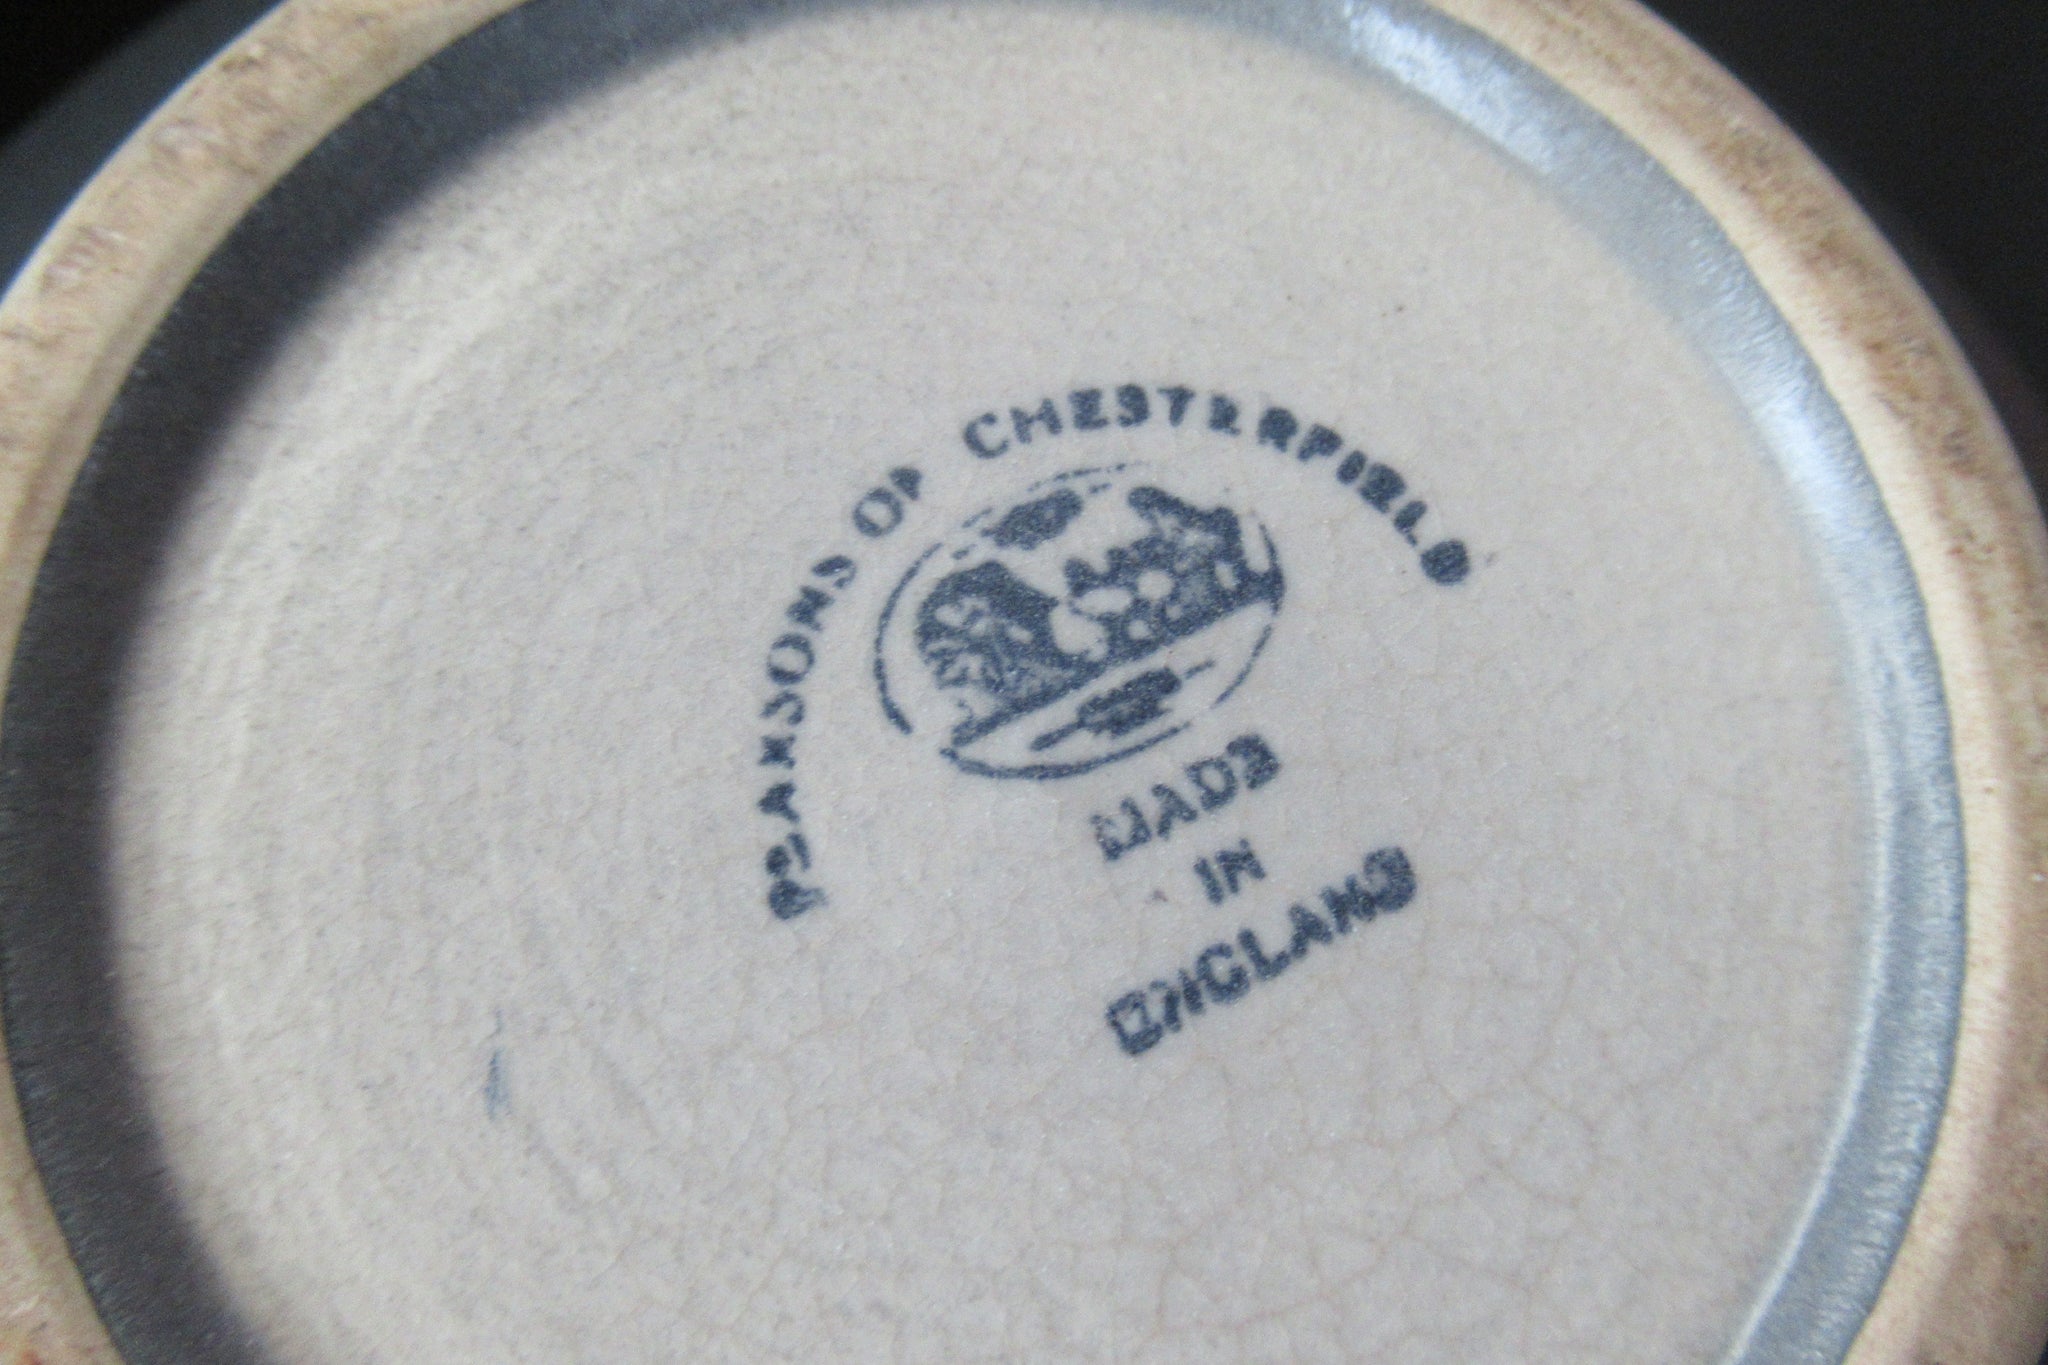 PEARSONS OF CHESTERFIELD
MADE
IN
ENGLAND